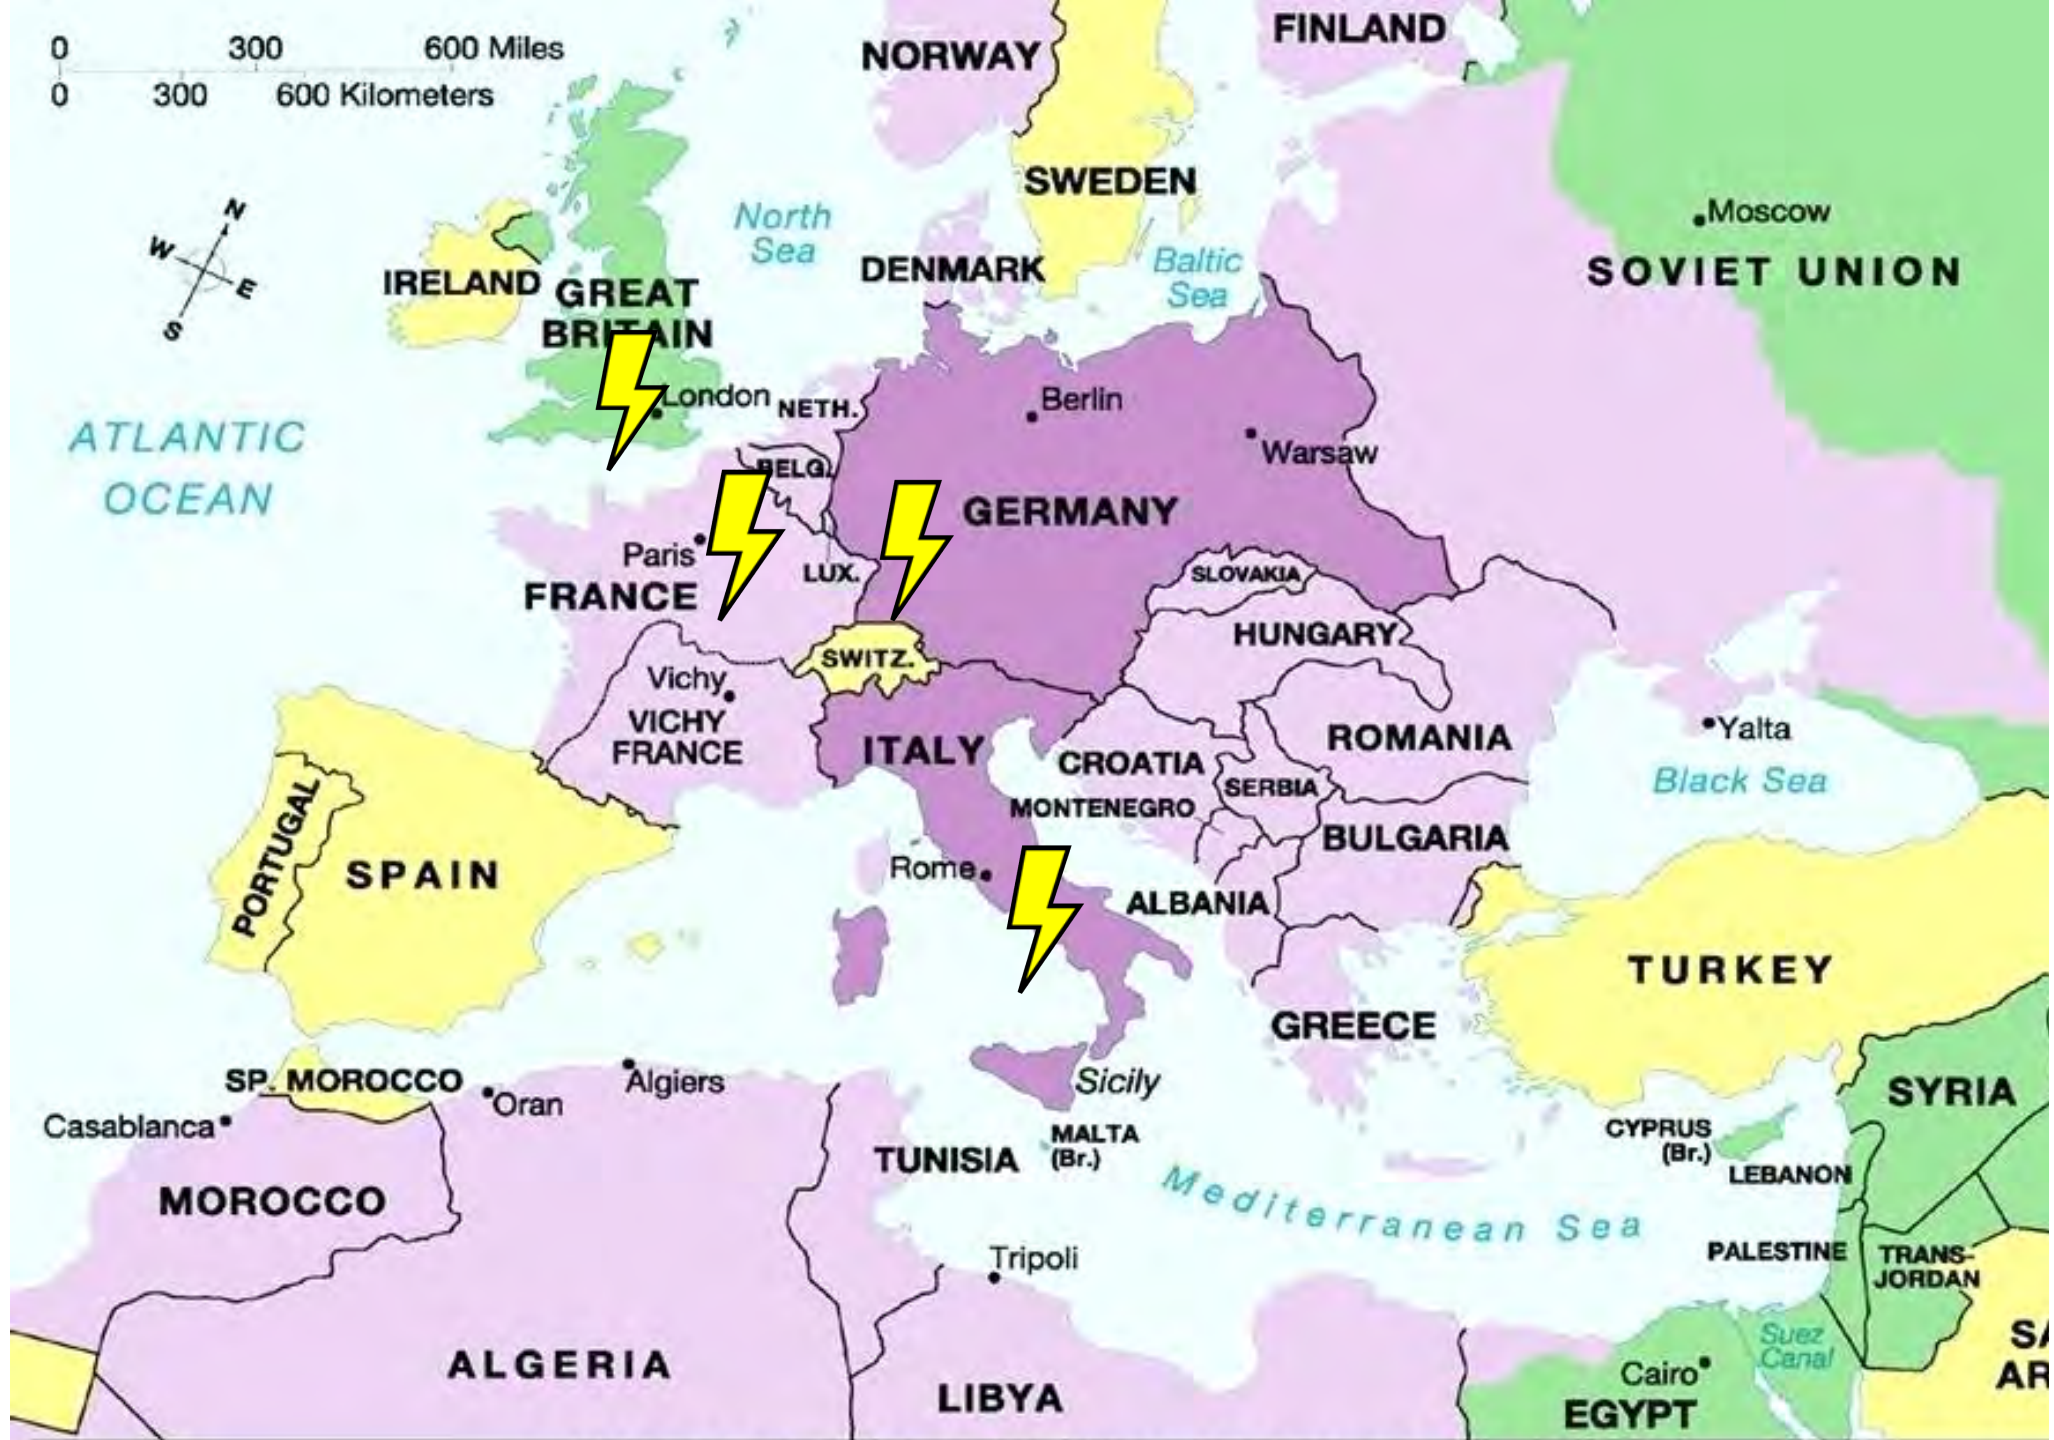 0 300 600 Miles
0 300 600 Kilometers
NORWAY
FINLAND
SWEDEN
Moscow
SOVIET UNION
N
W
E
S
North
Sea
IRELAND
GREAT
BRITAIN
DENMARK
Baltic
Sea
London
NETH.
Berlin
Warsaw
ATLANTIC
OCEAN
BELG.
GERMANY
Paris
FRANCE
LUX.
SLOVAKIA
HUNGARY
SWITZ.
Vichy
VICHY
FRANCE
ITALY
CROATIA
ROMANIA
Yalta
Black Sea
SERBIA
MONTENEGRO
BULGARIA
PORTUGAL
SPAIN
Rome
ALBANIA
TURKEY
GREECE
SP. MOROCCO
Oran
Algiers
Sicily
SYRIA
Casablanca
MALTA
(Br.)
TUNISIA
CYPRUS
(Br.)
LEBANON
MOROCCO
Mediterranean Sea
Tripoli
PALESTINE
TRANS-
JORDAN
ALGERIA
LIBYA
Suez
Canal
Cairo
EGYPT
SA
AR